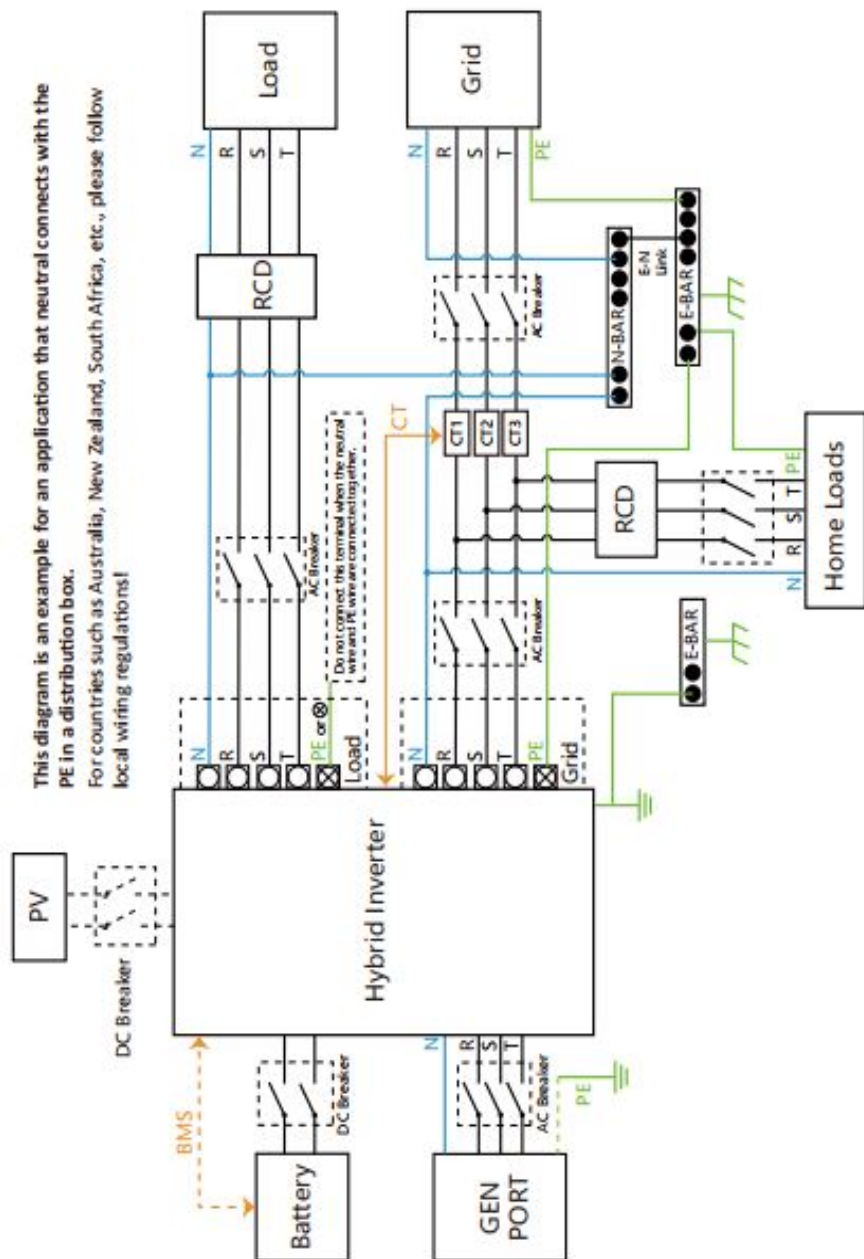 This diagram is an example for an application that neutral connects with the
PE in a distribution box.
For countries such as Australia, New Zealand, South Africa, etc., please follow
local wiring regulations!
PV
DC Breaker
BMS
Battery
DC Breaker
GEN
PORT
N
R
S
T
AC Breaker
PE
Hybrid Inverter
N
R
S
T
PE or
Load
Do not connect this terminal when the neutral
wire and PE wire are connected together.
AC Breaker
RCD
N
R
S
T
Load
CT
N
R
S
T
PE
Grid
AC Breaker
CT1
CT2
CT3
AC Breaker
N
R
S
T
PE
Grid
N-BAR
E-N
Link
E-BAR
RCD
E-BAR
N
R
S
T
PE
Home Loads